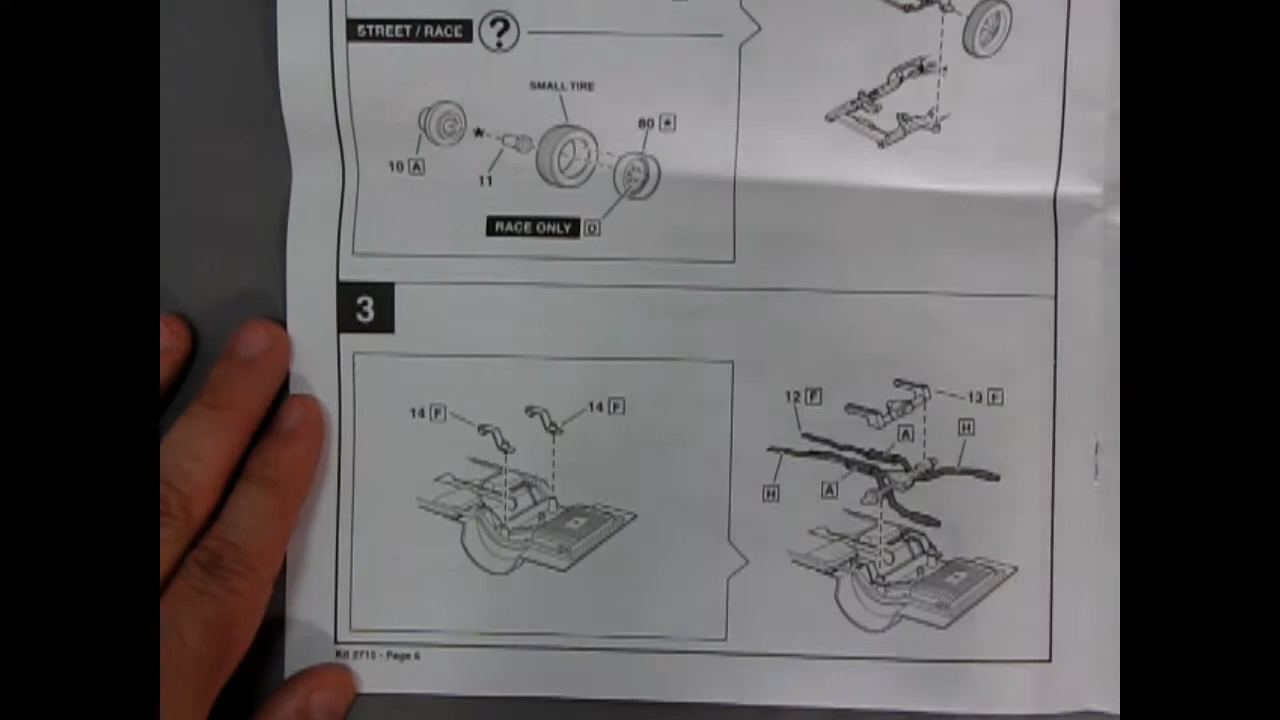 STREET / RACE ?
SMALL TIRE
80 *
10 A
*
11
RACE ONLY D
3
14 F
14 F
12 F
13 F
A
H
H
A
Kit 2715 - Page 6